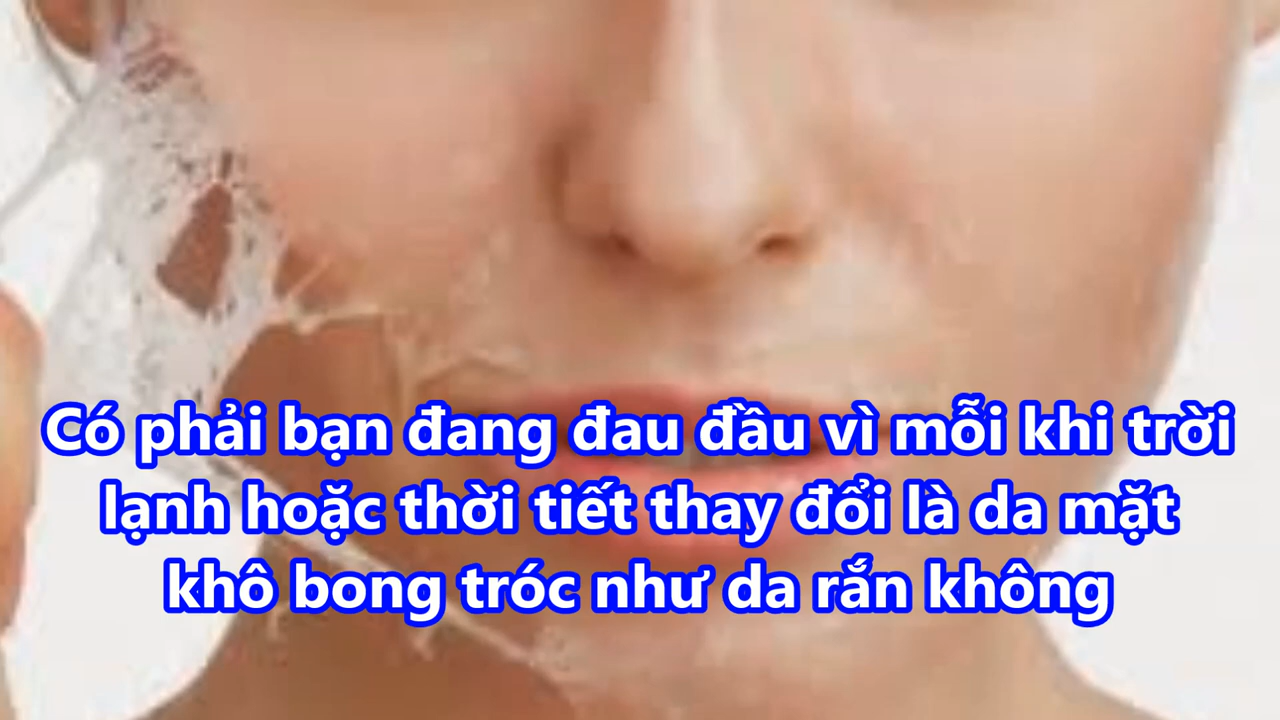 Có phải bạn đang đau đầu vì mỗi khi trời
lạnh hoặc thời tiết thay đổi là da mặt
khô bong tróc như da rắn không